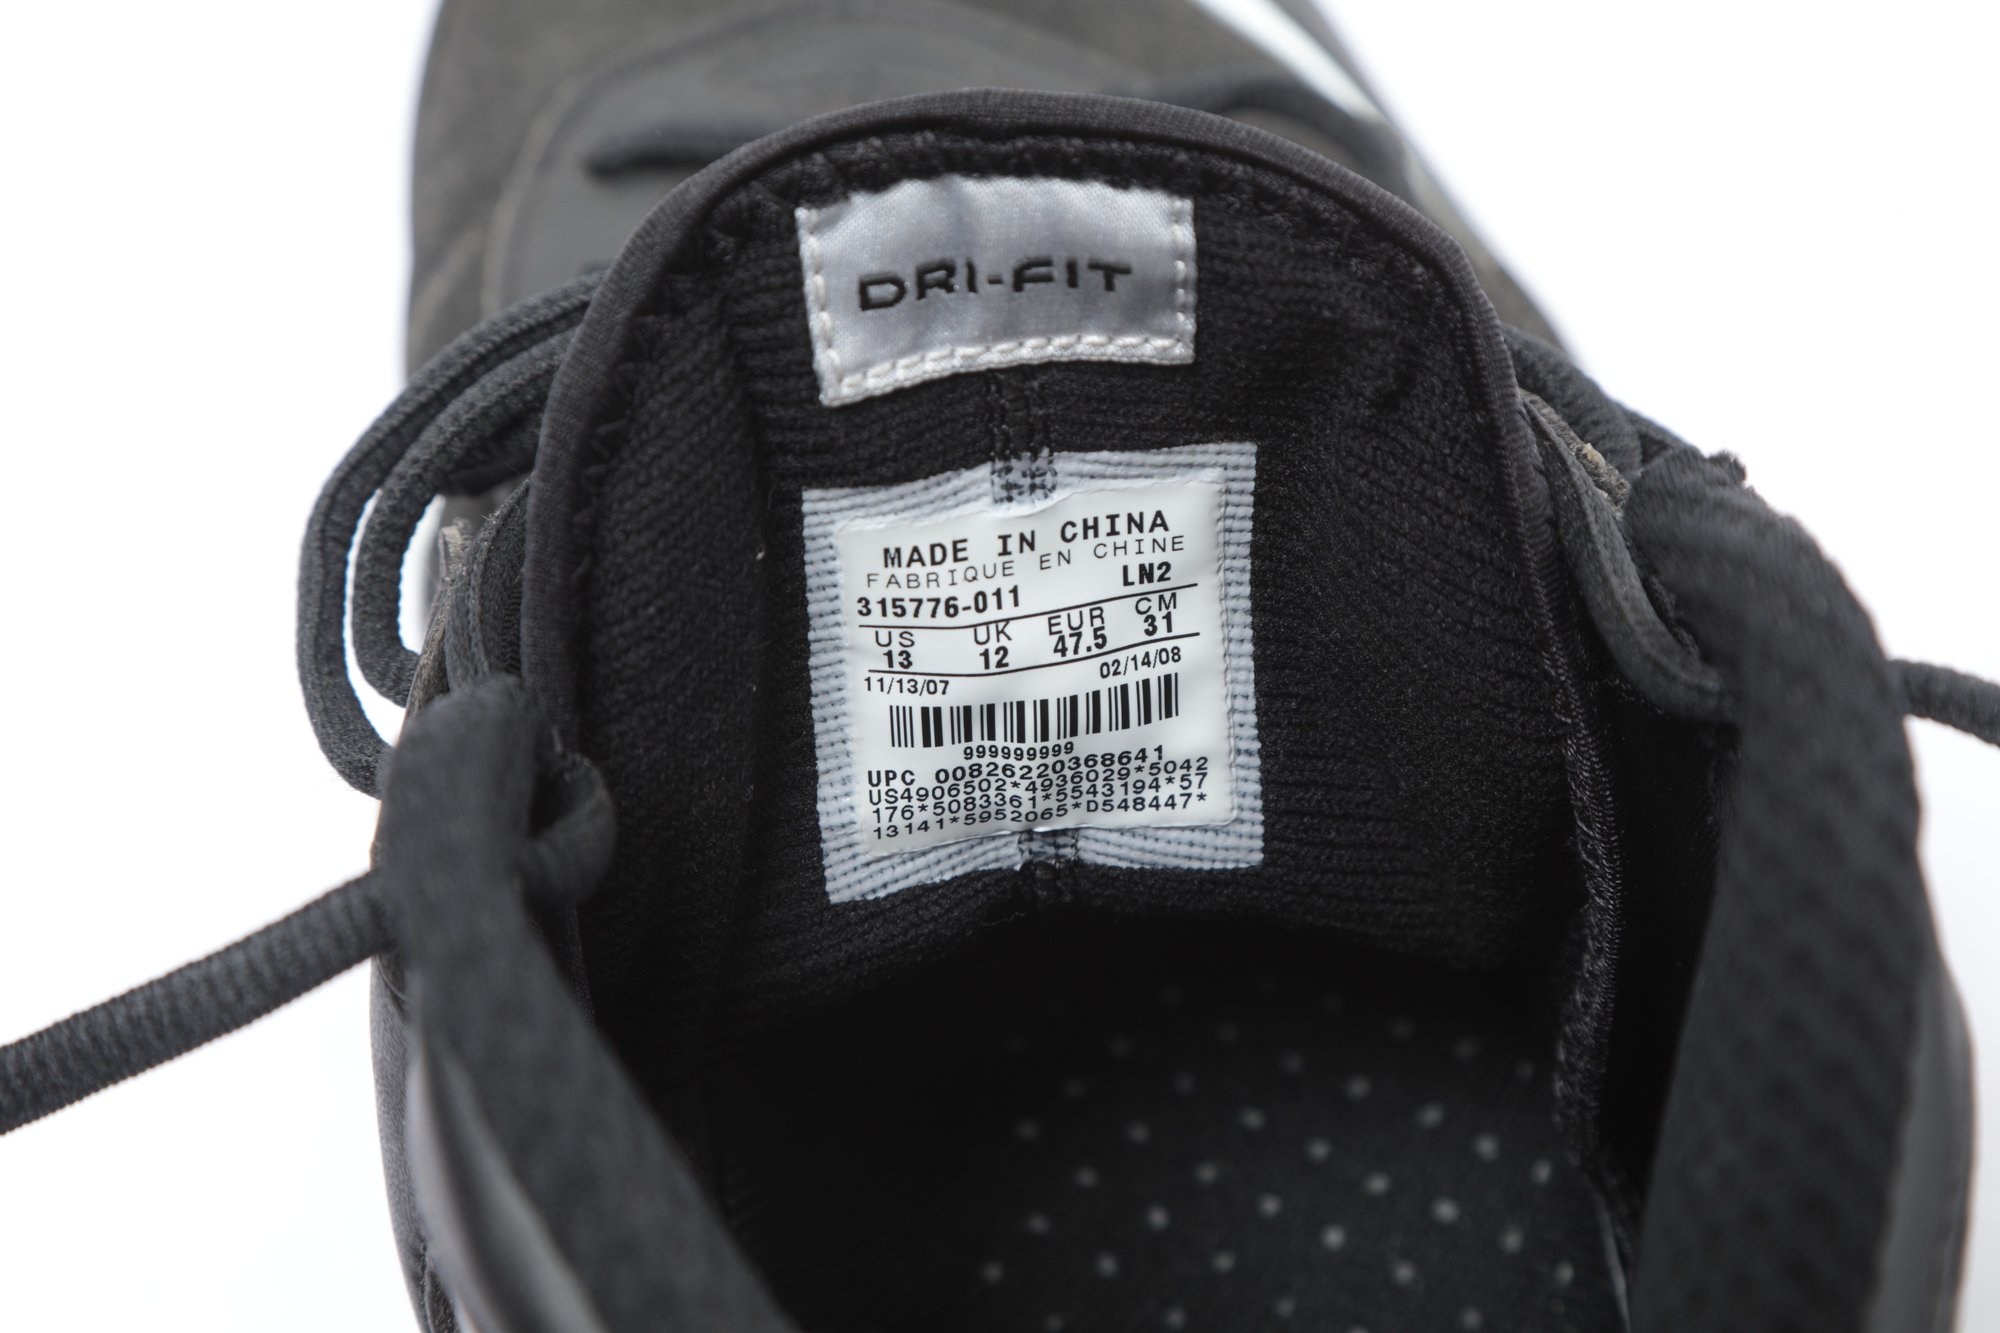 DRI-FIT
MADE IN CHINA
FABRIQUE EN CHINE
315776-011 LN2
US UK EUR CM
13 12 47.5 31
11/13/07 02/14/08
999999999
UPC 00826220368641
US4906502*4936029*5042
176*5083361*5543194*57
13141*5952065*D548447*